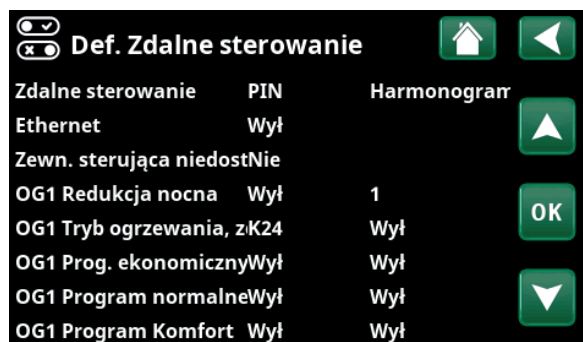 Def. Zdalne sterowanie
Zdalne sterowanie PIN Harmonogram
Ethernet Wył
Zewn. sterująca niedostNie
OG1 Redukcja nocna Wył 1
OG1 Tryb ogrzewania, zK24 Wył
OG1 Prog. ekonomicznyWył Wył
OG1 Program normalneWył Wył
OG1 Program Komfort Wył Wył
OK